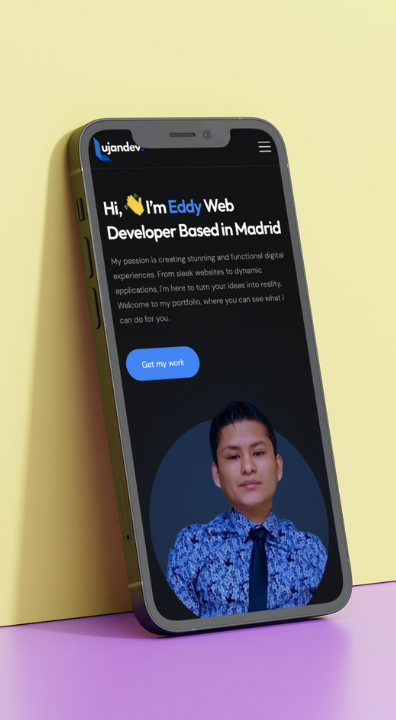 Lujandev.
Hi, 👋 I'm Eddy Web
Developer Based in Madrid
My passion is creating stunning and functional digital
experiences. From sleek websites to dynamic
applications, I'm here to turn your ideas into reality.
Welcome to my portfolio, where you can see what I
can do for you.
Get my work